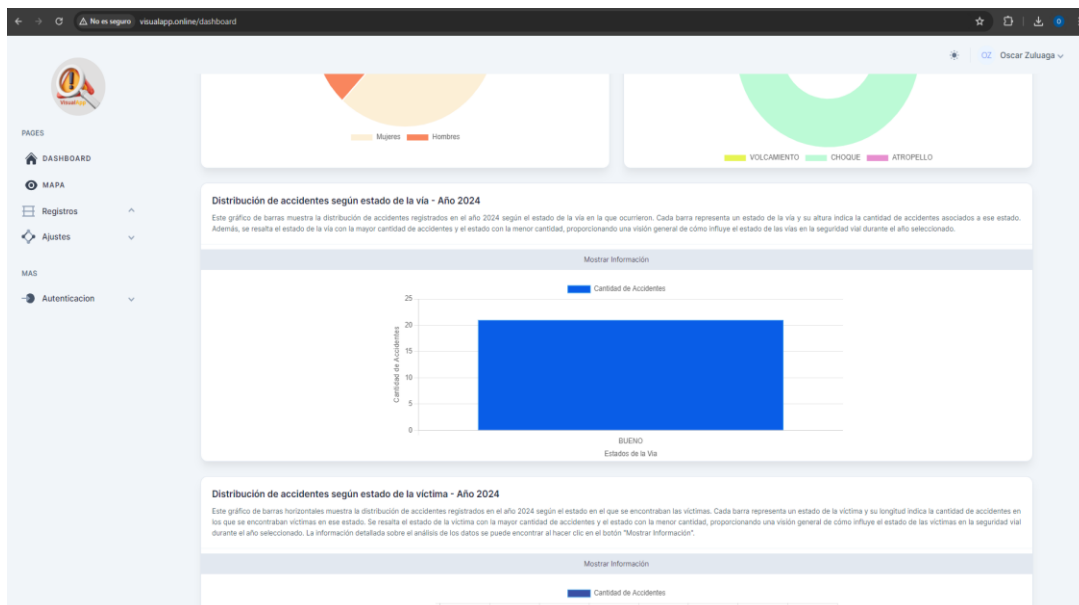 No es seguro visualapp.online/dashboard
OZ Oscar Zuluaga
VisualApp
PAGES
DASHBOARD
MAPA
Registros
Ajustes
MAS
Autenticacion
Mujeres Hombres
VOLCAMIENTO CHOQUE ATROPELLO
Distribución de accidentes según estado de la vía - Año 2024
Este gráfico de barras muestra la distribución de accidentes registrados en el año 2024 según el estado de la vía en la que ocurrieron. Cada barra representa un estado de la vía y su altura indica la cantidad de accidentes asociados a ese estado.
Además, se resalta el estado de la vía con la mayor cantidad de accidentes y el estado con la menor cantidad, proporcionando una visión general de cómo influye el estado de las vías en la seguridad vial durante el año seleccionado.
Mostrar Información
Cantidad de Accidentes
25
20
15
10
5
0
Cantidad de Accidentes
BUENO
Estados de la Via
Distribución de accidentes según estado de la víctima - Año 2024
Este gráfico de barras horizontales muestra la distribución de accidentes registrados en el año 2024 según el estado en el que se encontraban las víctimas. Cada barra representa un estado de la víctima y su longitud indica la cantidad de accidentes en
los que se encontraban víctimas en ese estado. Se resalta el estado de la víctima con la mayor cantidad de accidentes y el estado con la menor cantidad, proporcionando una visión general de cómo influye el estado de las víctimas en la seguridad vial
durante el año seleccionado. La información detallada sobre el análisis de los datos se puede encontrar al hacer clic en el botón "Mostrar Información".
Mostrar Información
Cantidad de Accidentes